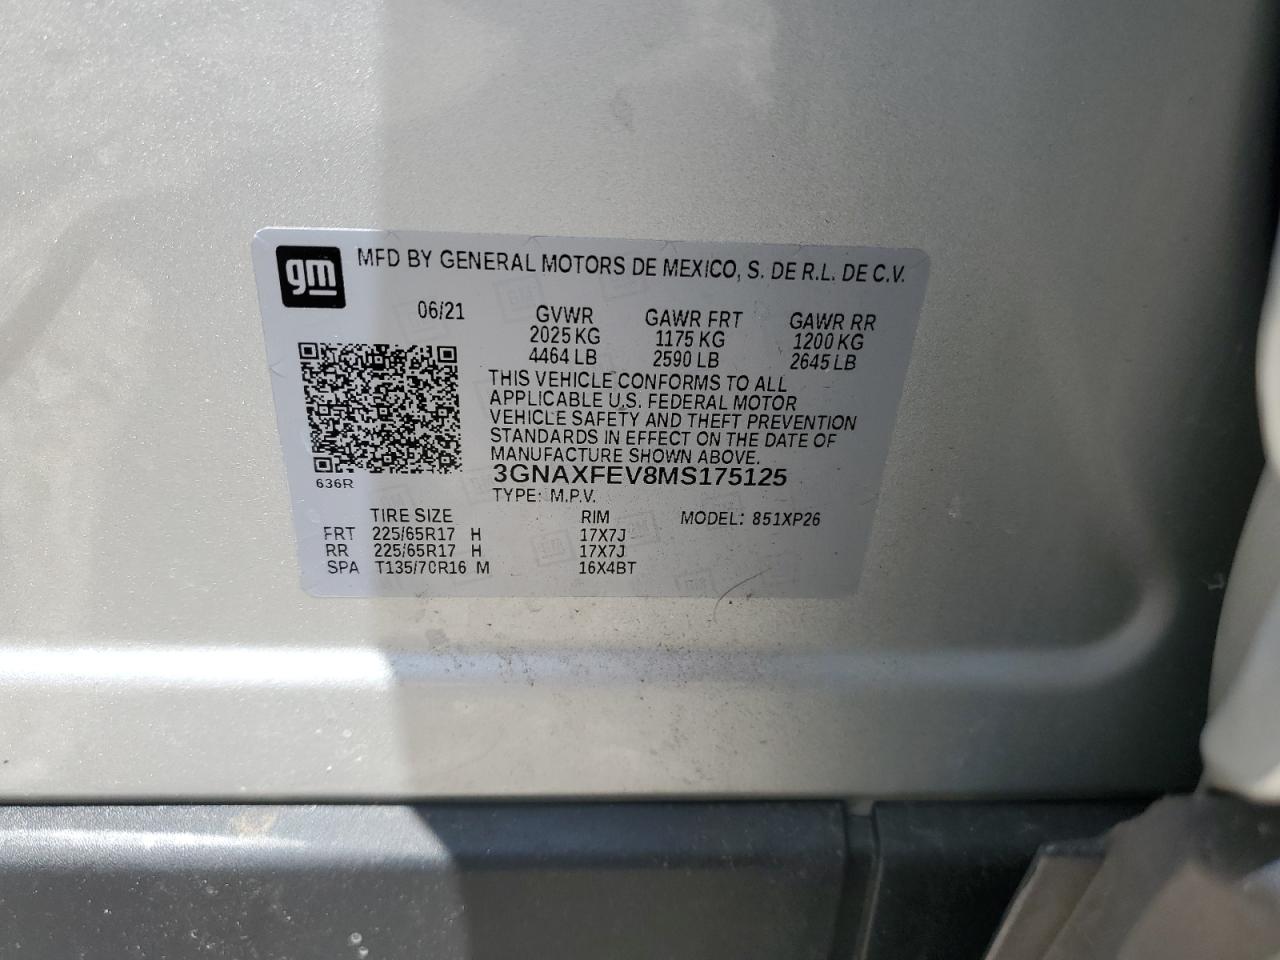 gm MFD BY GENERAL MOTORS DE MEXICO, S. DE R.L. DE C.V.
06/21 GVWR GAWR FRT GAWR RR
2025 KG 1175 KG 1200 KG
4464 LB 2590 LB 2645 LB
THIS VEHICLE CONFORMS TO ALL
APPLICABLE U.S. FEDERAL MOTOR
VEHICLE SAFETY AND THEFT PREVENTION
STANDARDS IN EFFECT ON THE DATE OF
MANUFACTURE SHOWN ABOVE.
3GNAXFEV8MS175125
636R
TYPE: M.P.V.
TIRE SIZE RIM MODEL: 851XP26
FRT 225/65R17 H 17X7J
RR 225/65R17 H 17X7J
SPA T135/70R16 M 16X4BT